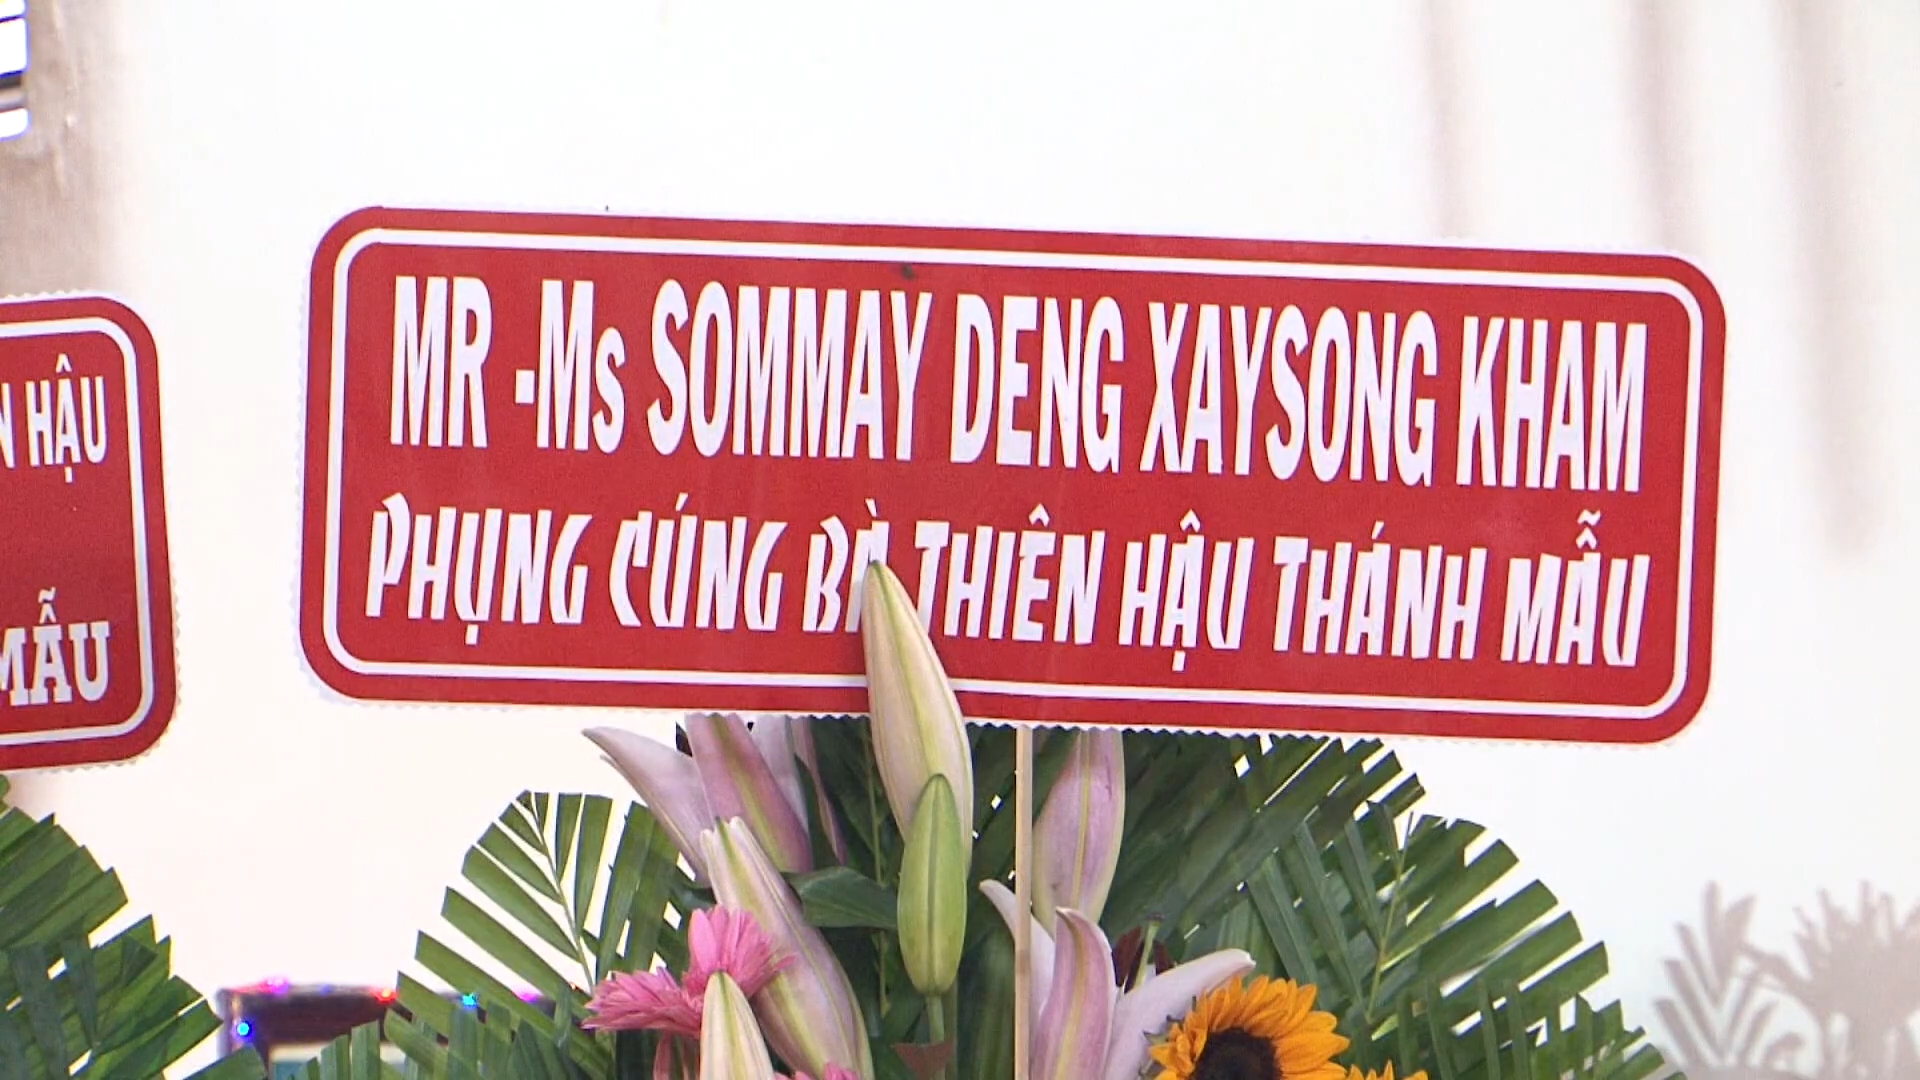 MR -Ms SOMMAY DENG XAYSONG KHAM
PHỤNG CÚNG BÀ THIÊN HẬU THÁNH MẪU
HẬU
MẪU